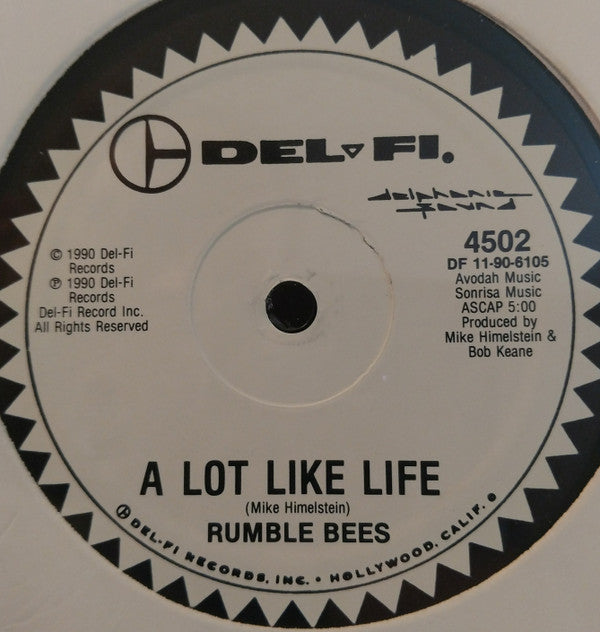 DEL▿FI.
delphonic
sound
© 1990 Del-Fi
Records
℗ 1990 Del-Fi
Records
Del-Fi Record Inc.
All Rights Reserved
4502
DF 11-90-6105
Avodah Music
Sonrisa Music
ASCAP 5:00
Produced by
Mike Himelstein &
Bob Keane
A LOT LIKE LIFE
(Mike Himelstein)
RUMBLE BEES
DEL-FI RECORDS, INC. • HOLLYWOOD, CALIF. •